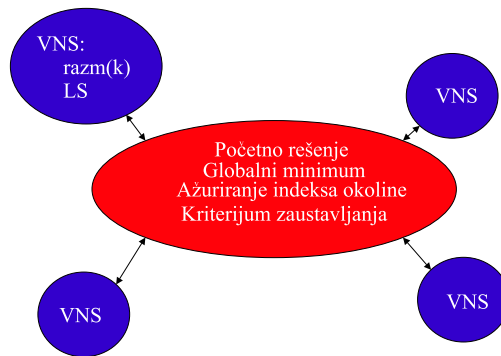 VNS:
razm(k)
LS
VNS
Početno rešenje
Globalni minimum
Ažuriranje indeksa okoline
Kriterijum zaustavljanja
VNS
VNS